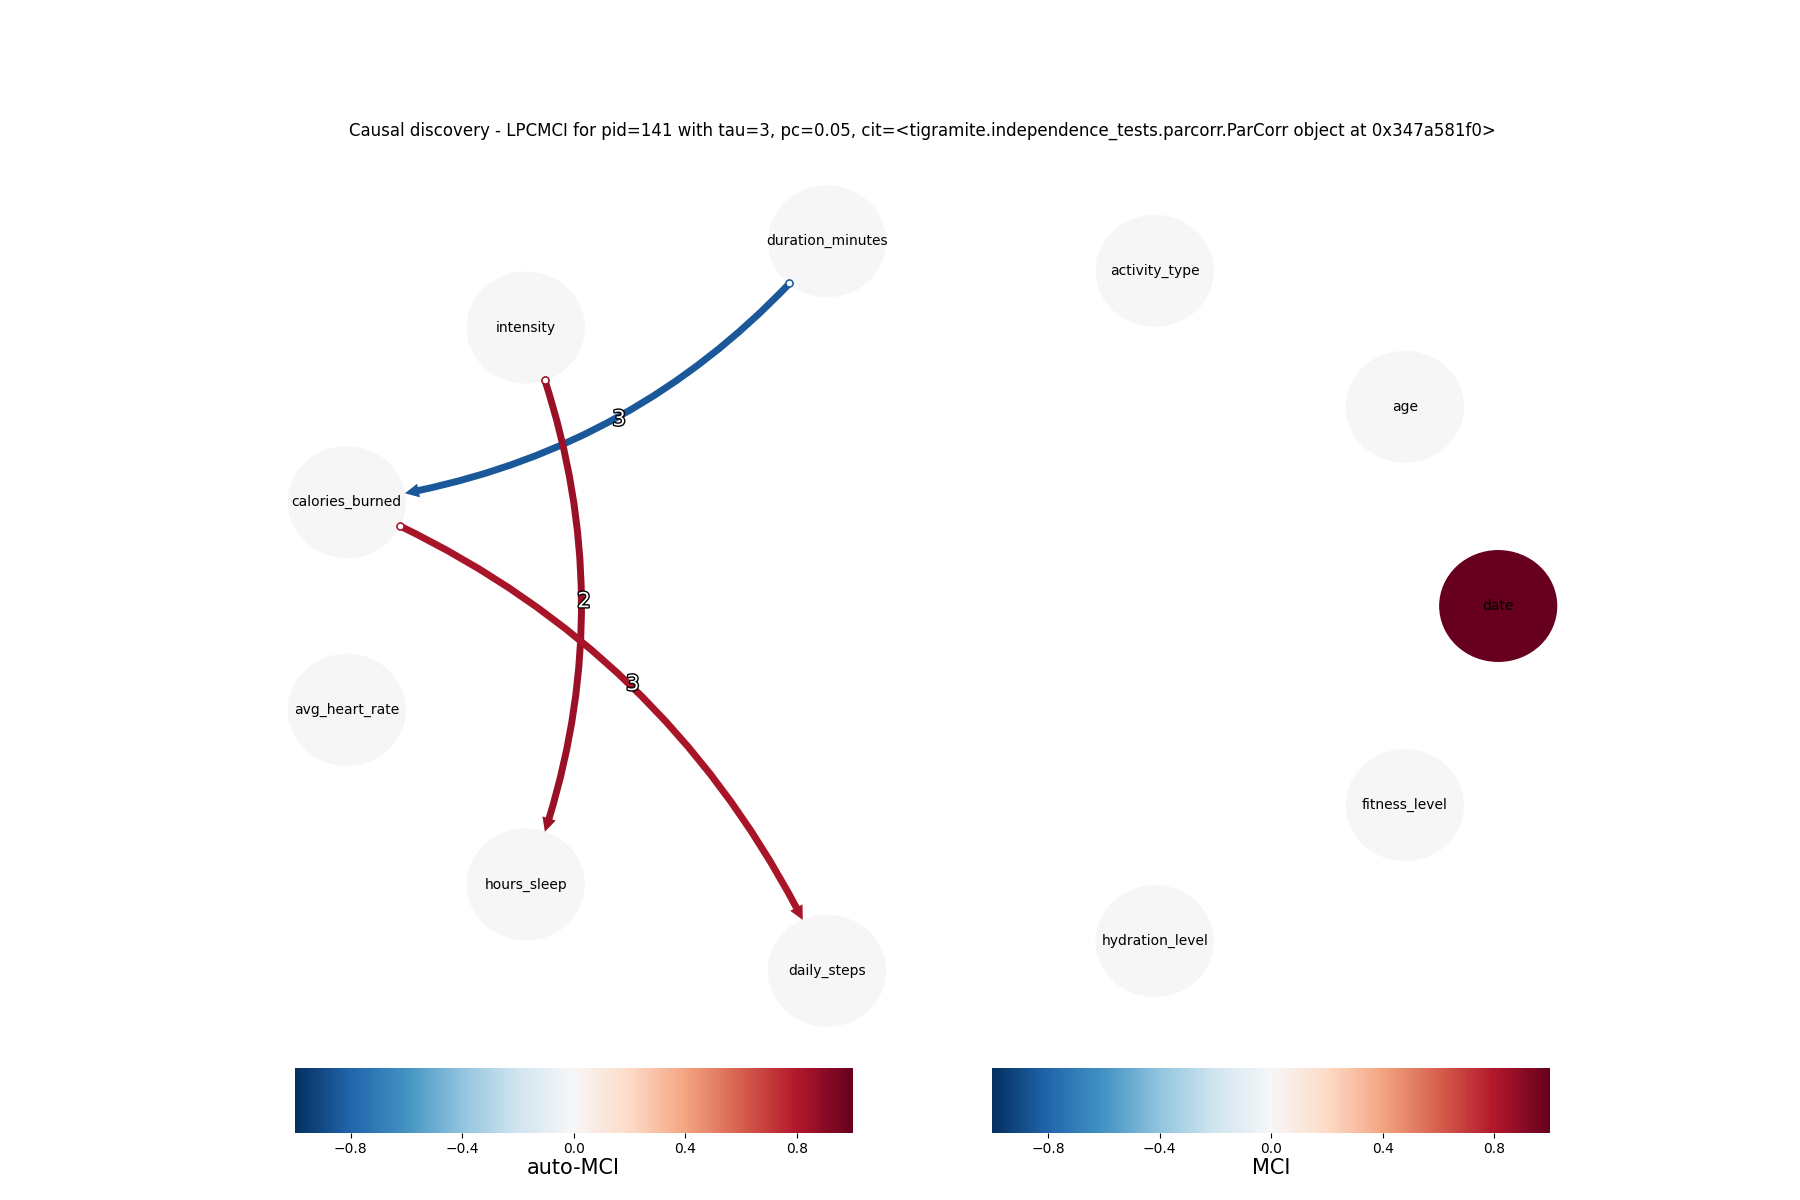 Causal discovery - LPCMCI for pid=141 with tau=3, pc=0.05, cit=<tigramite.independence_tests.parcorr.ParCorr object at 0x347a581f0>
duration_minutes
activity_type
intensity
age
3
calories_burned
2
date
3
avg_heart_rate
fitness_level
hours_sleep
hydration_level
daily_steps
−0.8 −0.4 0.0 0.4 0.8
auto-MCI
−0.8 −0.4 0.0 0.4 0.8
MCI